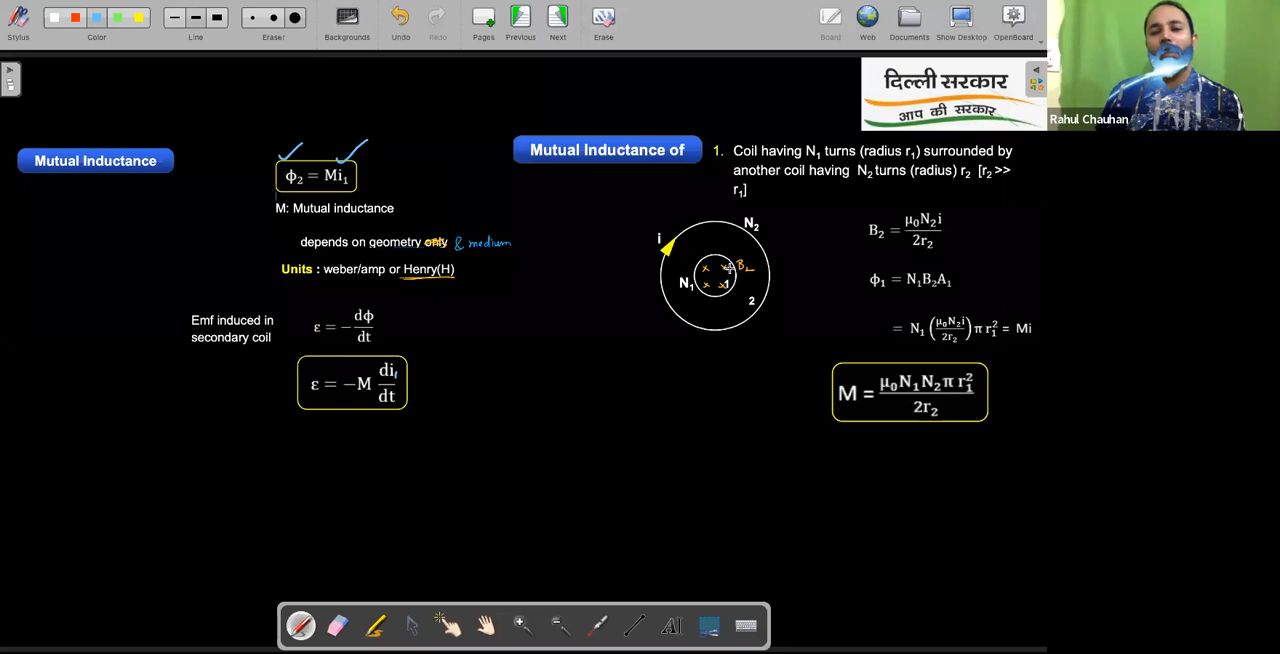 Stylus
Color
Line
Eraser
Backgrounds
Undo
Redo
Pages
Previous
Next
Erase
Board
Web
Documents
Show Desktop
OpenBoard
दिल्ली सरकार
आप की सरकार
Rahul Chauhan
Mutual Inductance
ϕ₂ = Mi₁
M: Mutual inductance
depends on geometry only & medium
Units : weber/amp or Henry(H)
Emf induced in
secondary coil
ε = − dϕ/dt
ε = −M di₁/dt
Mutual Inductance of
1. Coil having N₁ turns (radius r₁) surrounded by
another coil having N₂ turns (radius) r₂ [r₂ >>
r₁]
N₂
i
B₂
N₁
1
2
B₂ = μ₀N₂i/2r₂
ϕ₁ = N₁B₂A₁
= N₁ (μ₀N₂i/2r₂) π r₁² = Mi
M = μ₀N₁N₂π r₁²/2r₂
AI